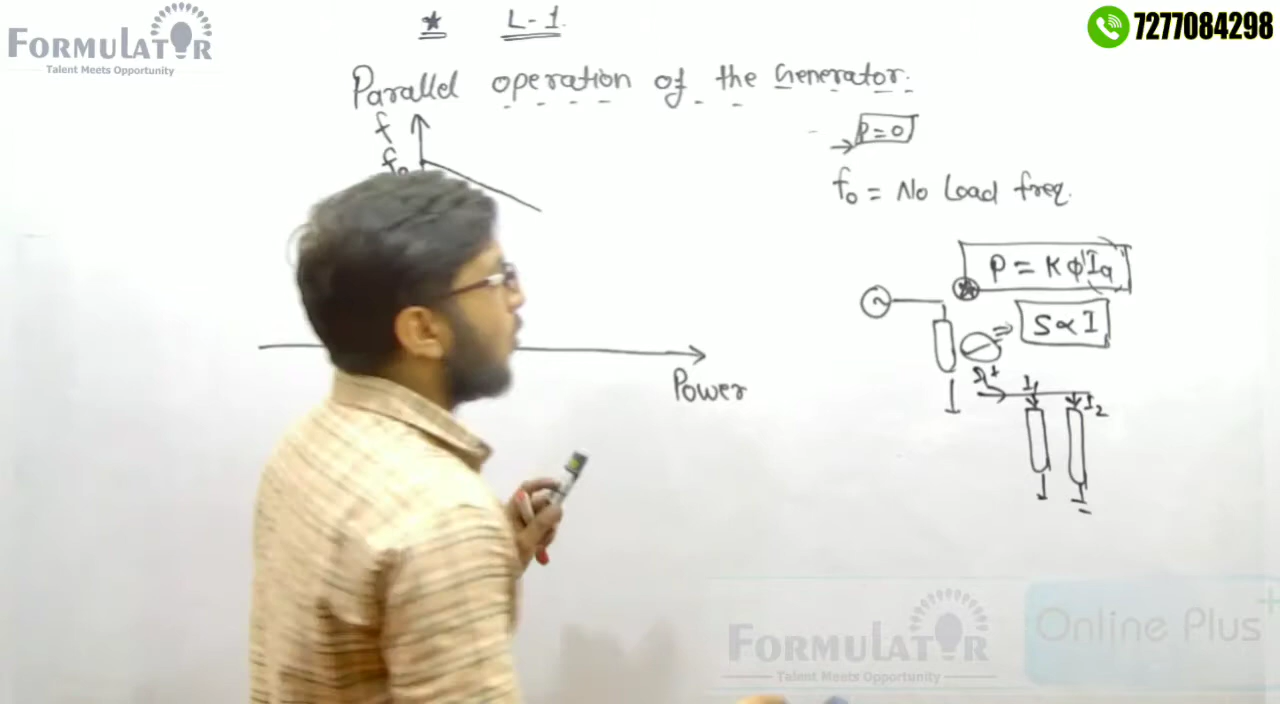 FORMULATOR
Talent Meets Opportunity
7277084298
* L-1.
Parallel operation of the Generator.
f
f₀
P=0
f₀ = No Load freq.
P = K φ Ia
S ∝ I
I₁
I₂
Power
FORMULATOR
Talent Meets Opportunity
Online Plus+